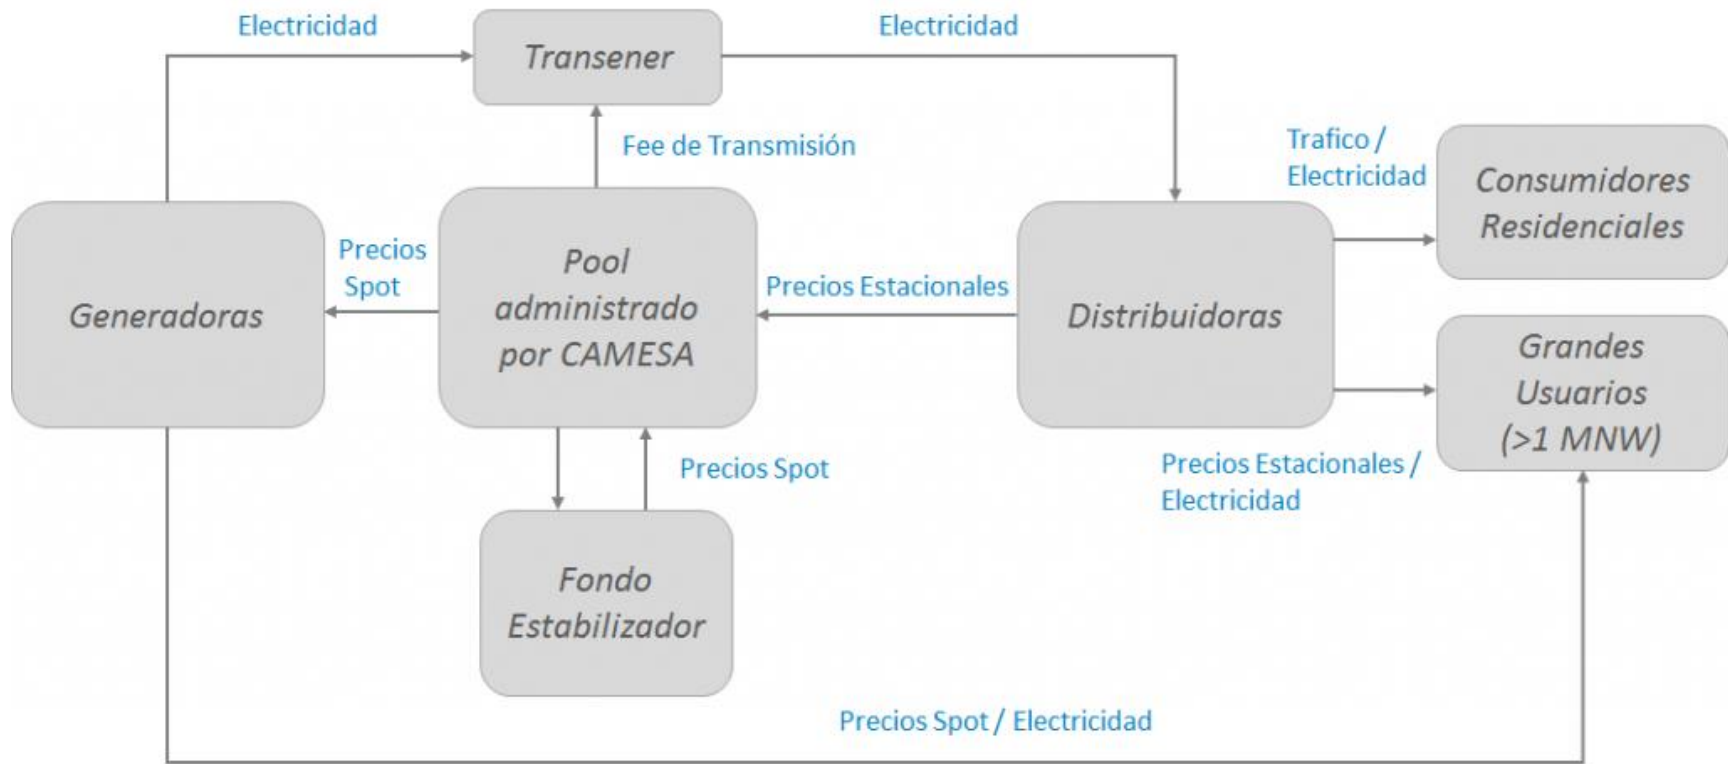 Electricidad
Transener
Electricidad
Fee de Transmisión
Trafico /
Electricidad
Consumidores
Residenciales
Generadoras
Precios
Spot
Pool
administrado
por CAMESA
Precios Estacionales
Distribuidoras
Grandes
Usuarios
(>1 MNW)
Precios Spot
Precios Estacionales /
Electricidad
Fondo
Estabilizador
Precios Spot / Electricidad